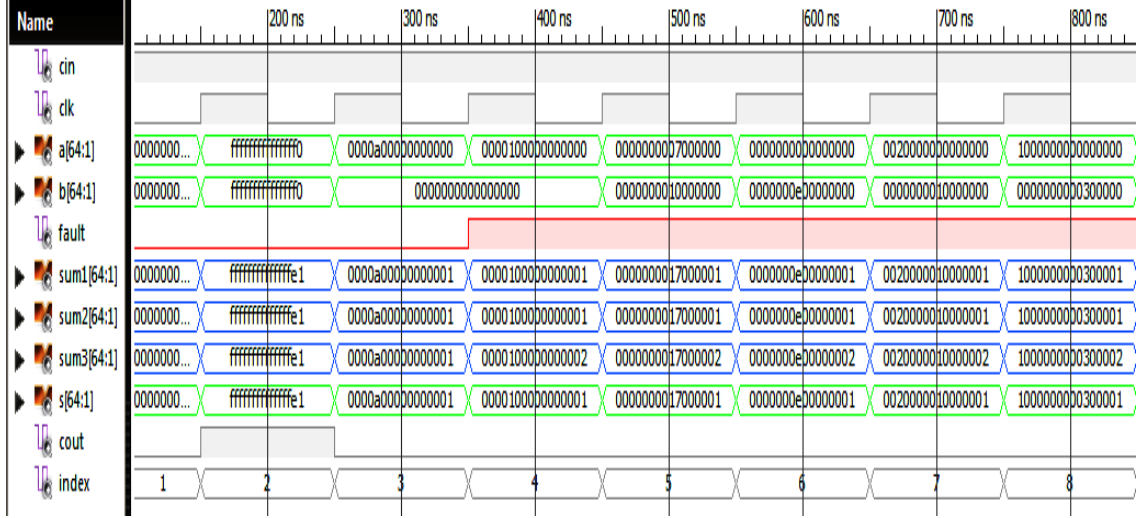 Name 200 ns 300 ns 400 ns 500 ns 600 ns 700 ns 800 ns
cin
clk
a[64:1] 0000000... fffffffffffffff0 0000a00000000000 0000100000000000 0000000007000000 0000000000000000 0020000000000000 1000000000000000
b[64:1] 0000000... fffffffffffffff0 0000000000000000 0000000010000000 0000000e00000000 0000000010000000 0000000000300000
fault
sum1[64:1] 0000000... ffffffffffffffe1 0000a00000000001 0000100000000001 0000000017000001 0000000e00000001 0020000010000001 1000000000300001
sum2[64:1] 0000000... ffffffffffffffe1 0000a00000000001 0000100000000001 0000000017000001 0000000e00000001 0020000010000001 1000000000300001
sum3[64:1] 0000000... ffffffffffffffe1 0000a00000000001 0000100000000002 0000000017000002 0000000e00000002 0020000010000002 1000000000300002
s[64:1] 0000000... ffffffffffffffe1 0000a00000000001 0000100000000001 0000000017000001 0000000e00000001 0020000010000001 1000000000300001
cout
index 1 2 3 4 5 6 7 8